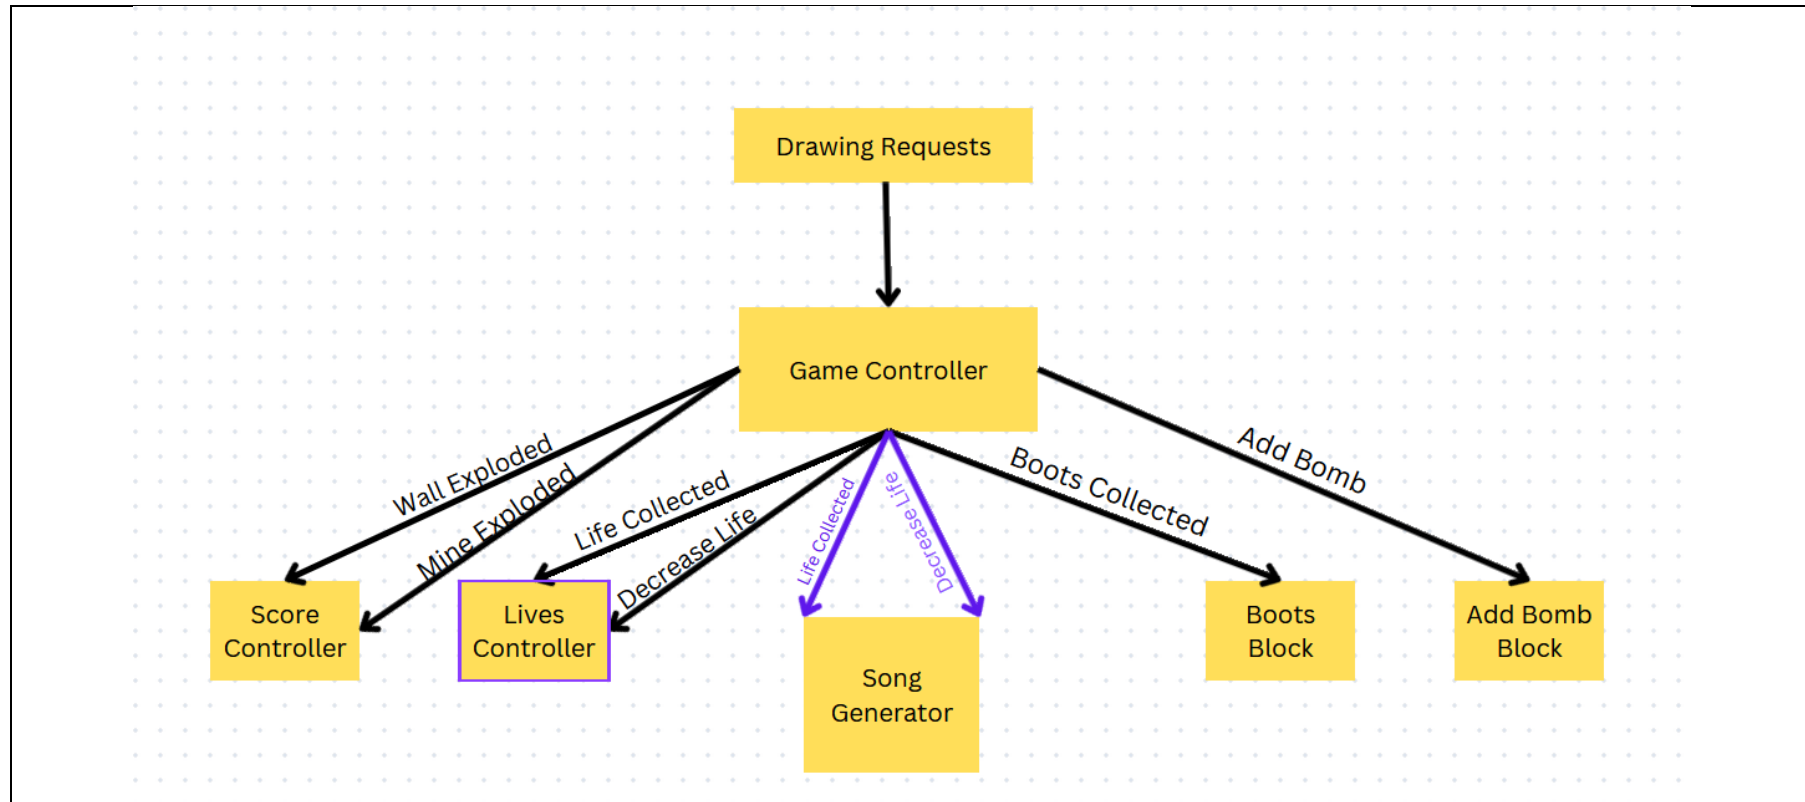 Drawing Requests
Game Controller
Wall Exploded
Mine Exploded
Life Collected
Decrease Life
Life Collected
Decrease Life
Boots Collected
Add Bomb
Score
Controller
Lives
Controller
Song
Generator
Boots
Block
Add Bomb
Block